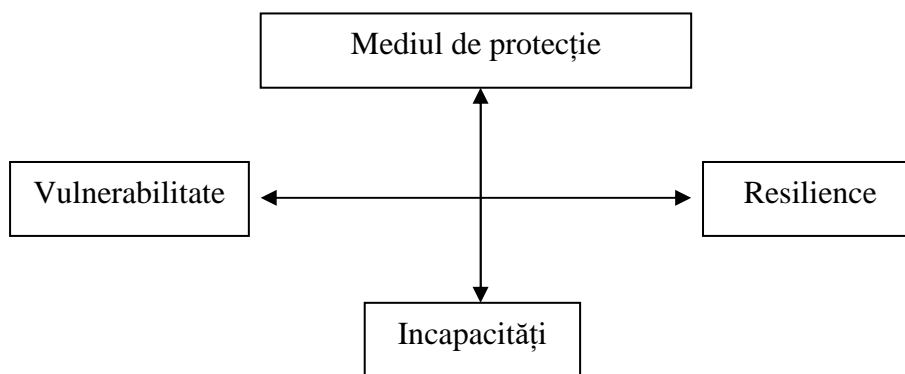 Mediul de protecție
Vulnerabilitate
Resilience
Incapacități